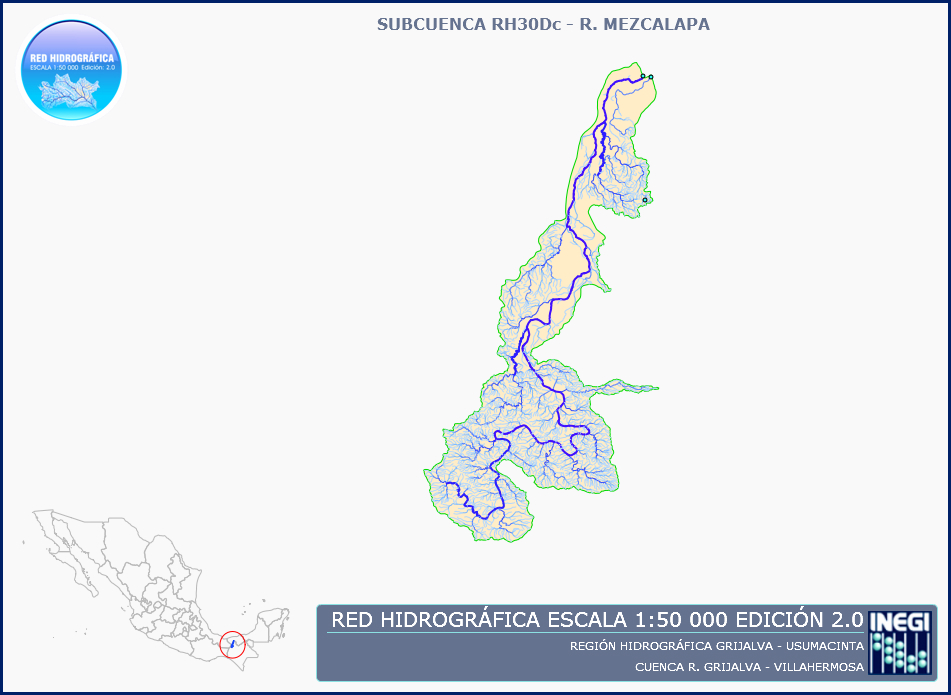 SUBCUENCA RH30Dc - R. MEZCALAPA
RED HIDROGRÁFICA
ESCALA 1:50 000 Edición: 2.0
RED HIDROGRÁFICA ESCALA 1:50 000 EDICIÓN 2.0
REGIÓN HIDROGRÁFICA GRIJALVA - USUMACINTA
CUENCA R. GRIJALVA - VILLAHERMOSA
INEGI